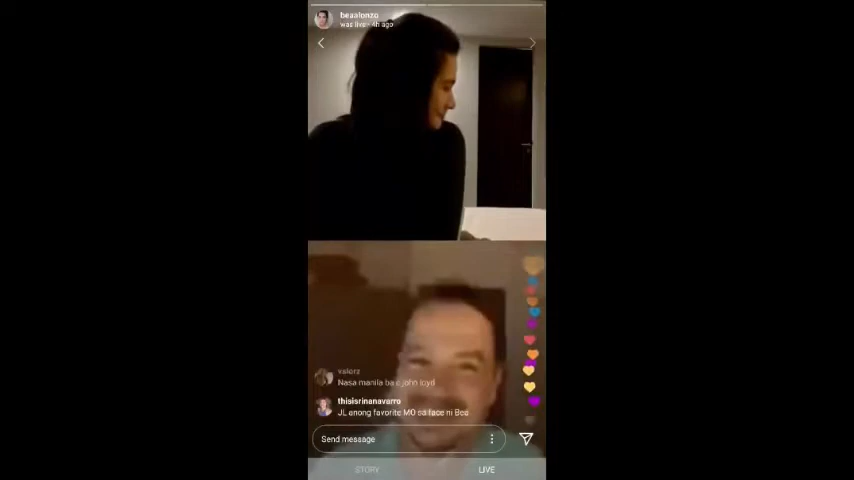 beaalonzo
was live • 4h ago
valerz
Nasa manila ba si john loyd
thisisrinanavarro
JL anong favorite MO sa face ni Bea
Send message
STORY
LIVE